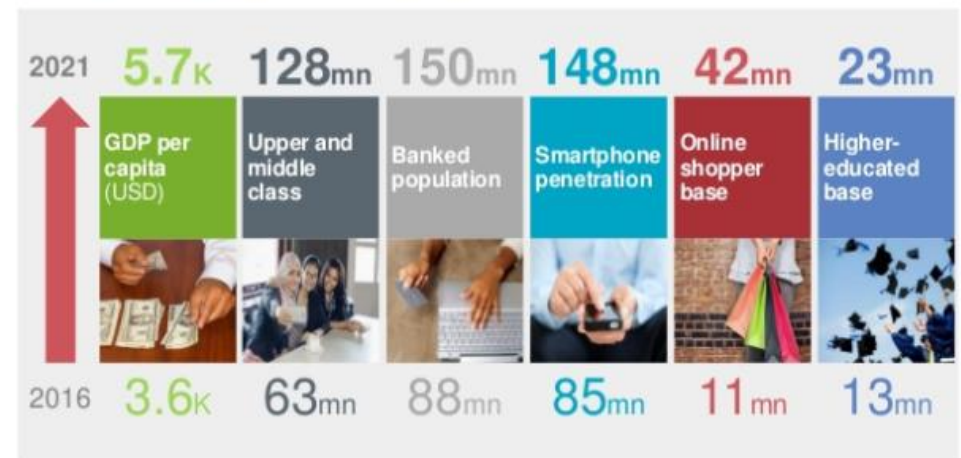 2021 5.7K 128mn 150mn 148mn 42mn 23mn
GDP per
capita
(USD)
Upper and
middle
class
Banked
population
Smartphone
penetration
Online
shopper
base
Higher-
educated
base
2016 3.6K 63mn 88mn 85mn 11mn 13mn